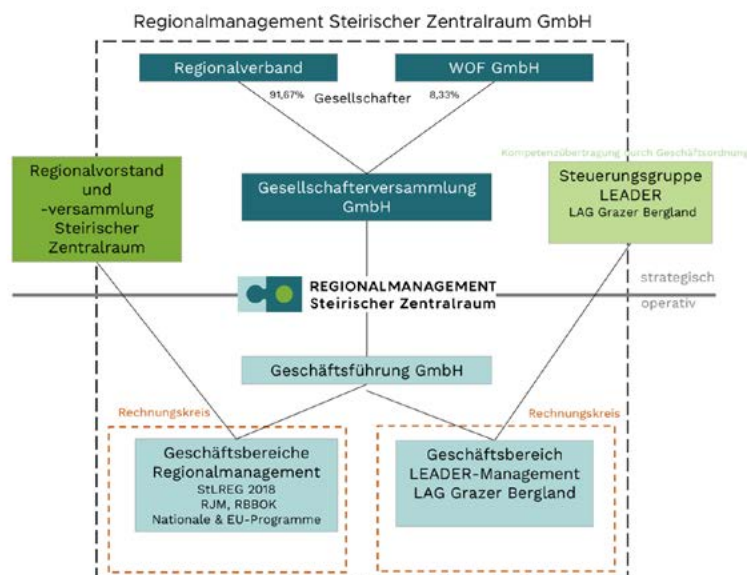 Regionalmanagement Steirischer Zentralraum GmbH
Regionalverband
WOF GmbH
91,67%
Gesellschafter
8,33%
Kompetenzübertragung durch Geschäftsordnung
Regionalvorstand
und
-versammlung
Steirischer
Zentralraum
Gesellschafterversammlung
GmbH
Steuerungsgruppe
LEADER
LAG Grazer Bergland
REGIONALMANAGEMENT
Steirischer Zentralraum
strategisch
operativ
Geschäftsführung GmbH
Rechnungskreis
Rechnungskreis
Geschäftsbereiche
Regionalmanagement
StLREG 2018
RJM, RBBOK
Nationale & EU-Programme
Geschäftsbereich
LEADER-Management
LAG Grazer Bergland